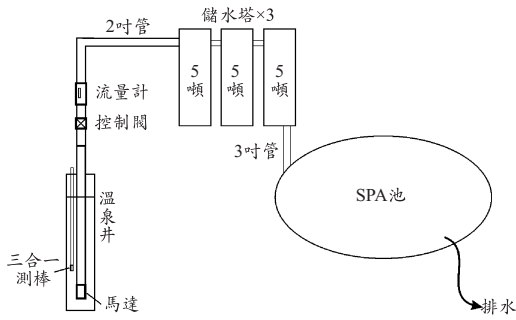 儲水塔×3
2吋管
5噸
5噸
5噸
流量計
控制閥
3吋管
溫泉井
SPA池
三合一
測棒
馬達
排水